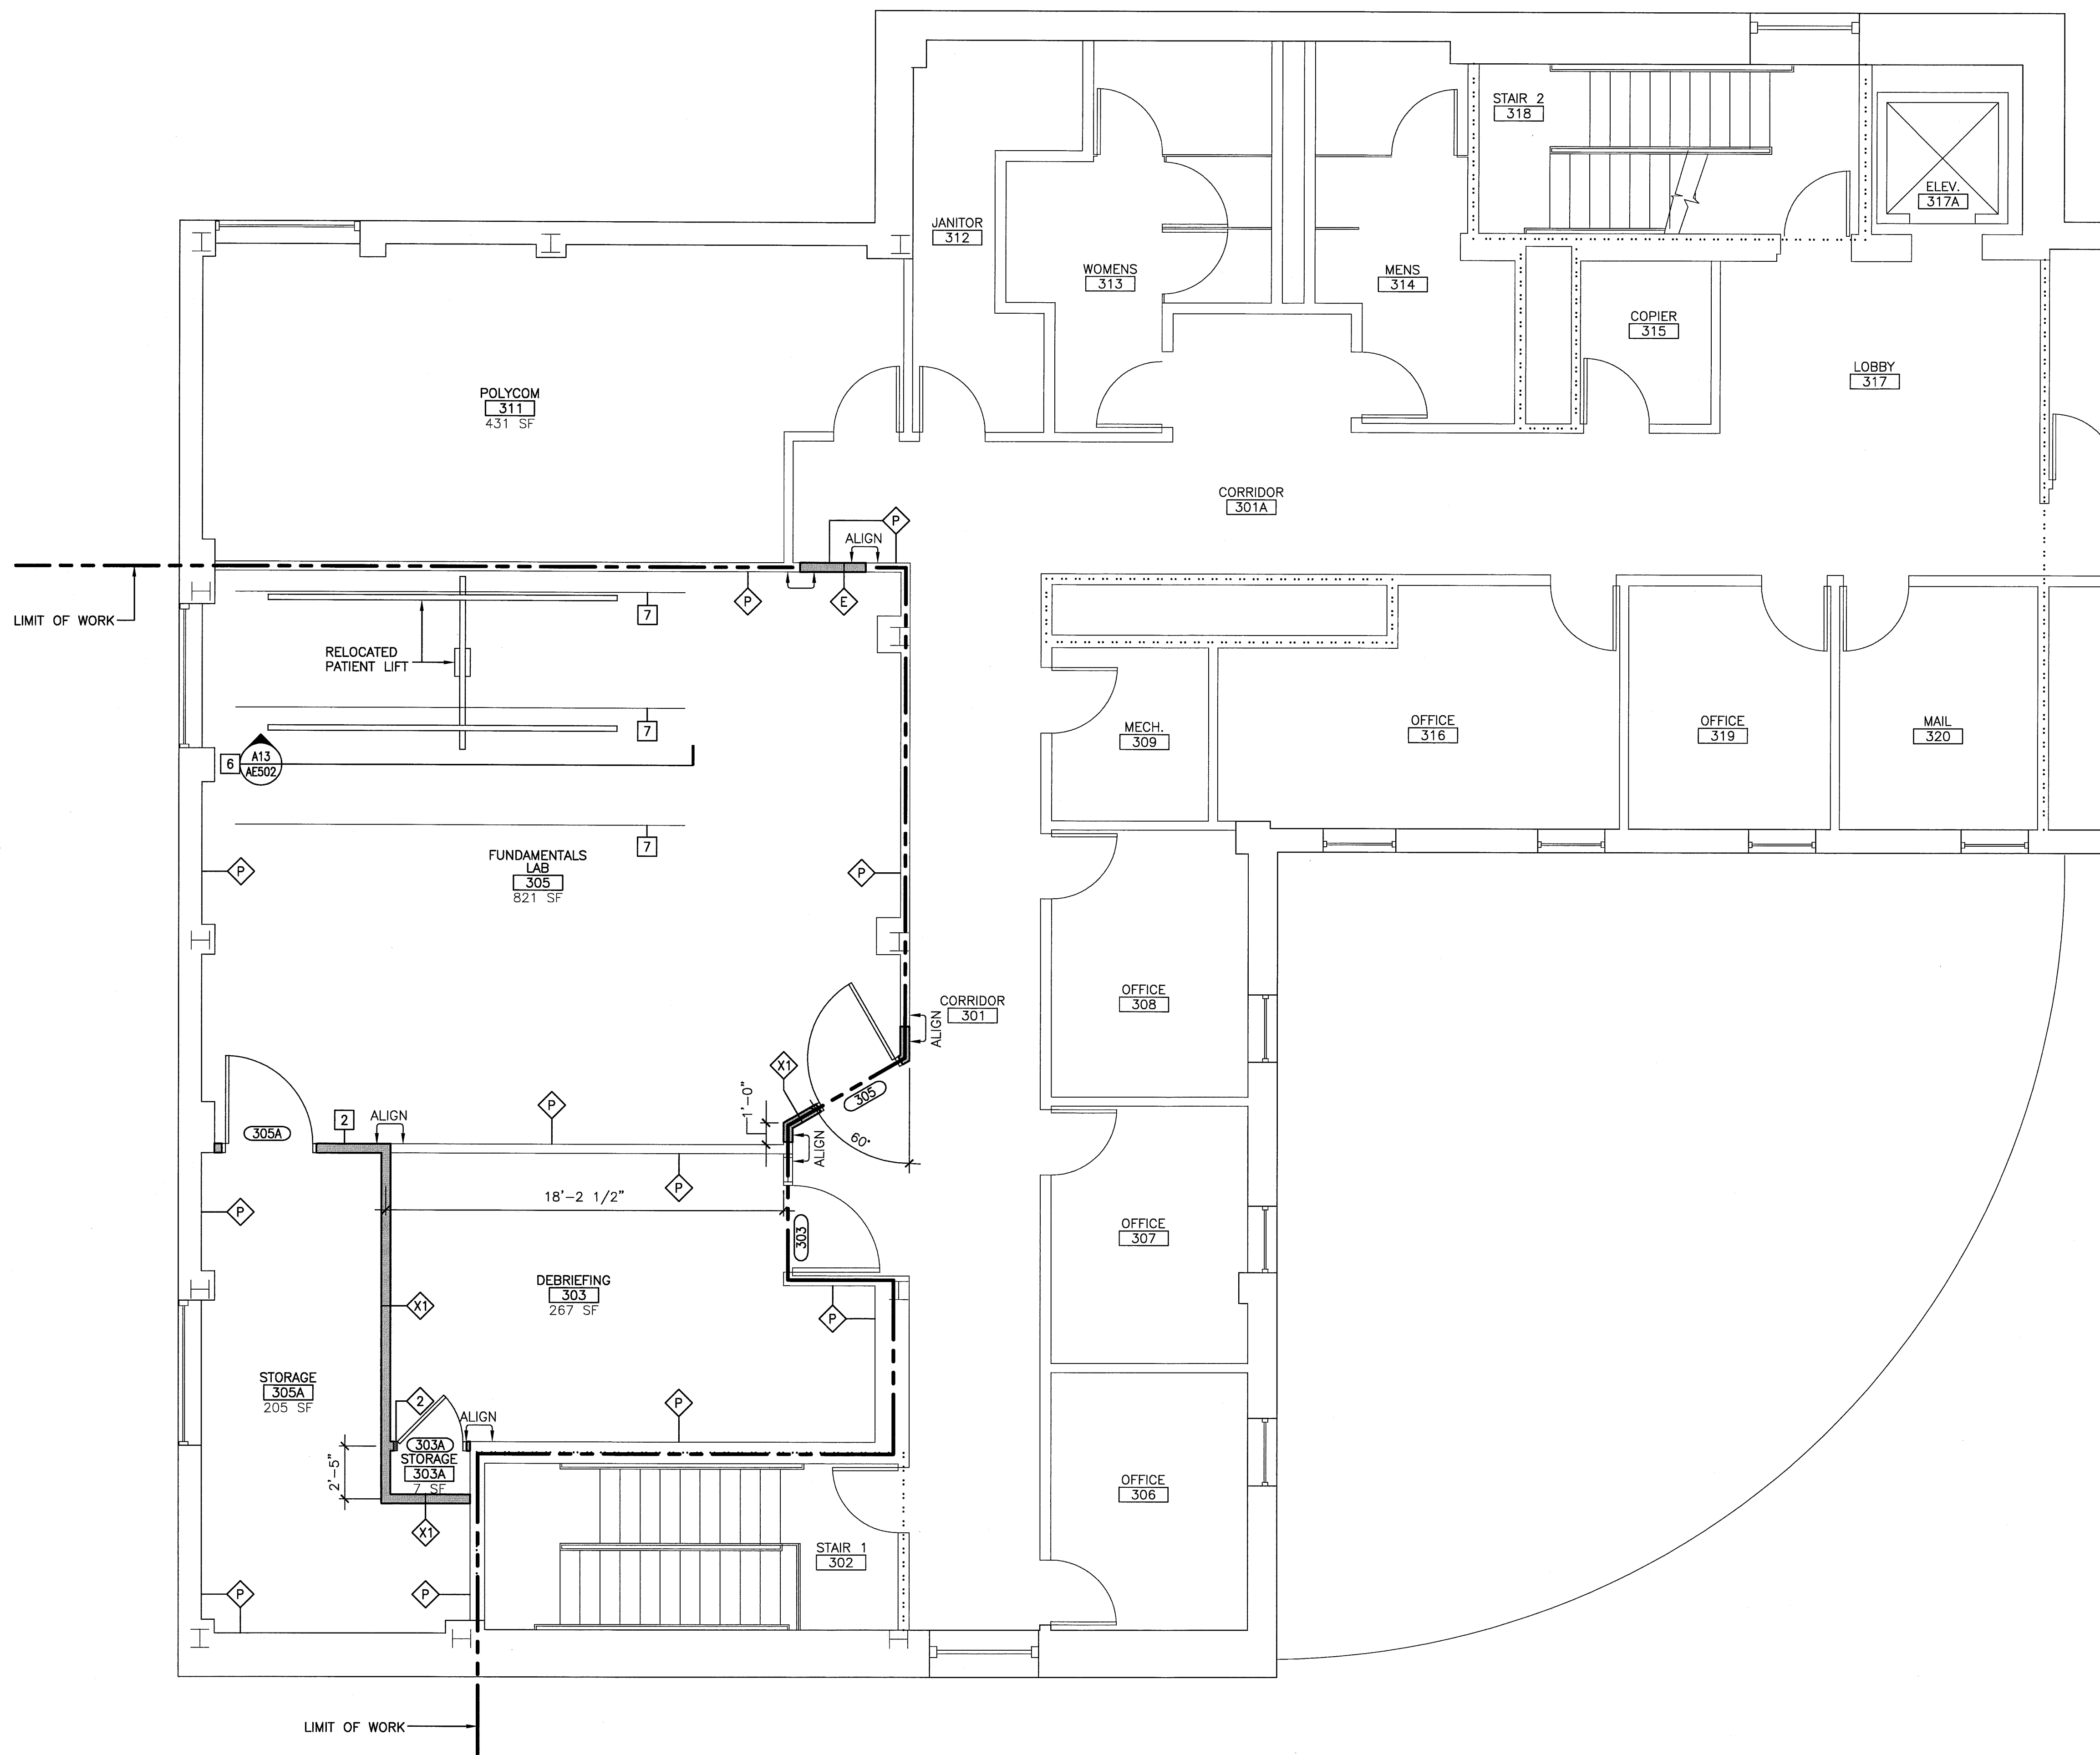 STAIR 2
318
ELEV.
317A
JANITOR
312
WOMENS
313
MENS
314
COPIER
315
LOBBY
317
POLYCOM
311
431 SF
CORRIDOR
301A
P
ALIGN
LIMIT OF WORK
P
E
7
RELOCATED
PATIENT LIFT
7
6
A13
AE502
MECH.
309
OFFICE
316
OFFICE
319
MAIL
320
7
FUNDAMENTALS
LAB
305
821 SF
P
P
OFFICE
308
CORRIDOR
301
ALIGN
X1
305
1'-0"
60°
ALIGN
P
2
ALIGN
305A
P
P
18'-2 1/2"
303
OFFICE
307
DEBRIEFING
303
267 SF
X1
P
STORAGE
305A
205 SF
2
P
ALIGN
303A
STORAGE
303A
7 SF
2'-5"
X1
OFFICE
306
STAIR 1
302
P
P
LIMIT OF WORK